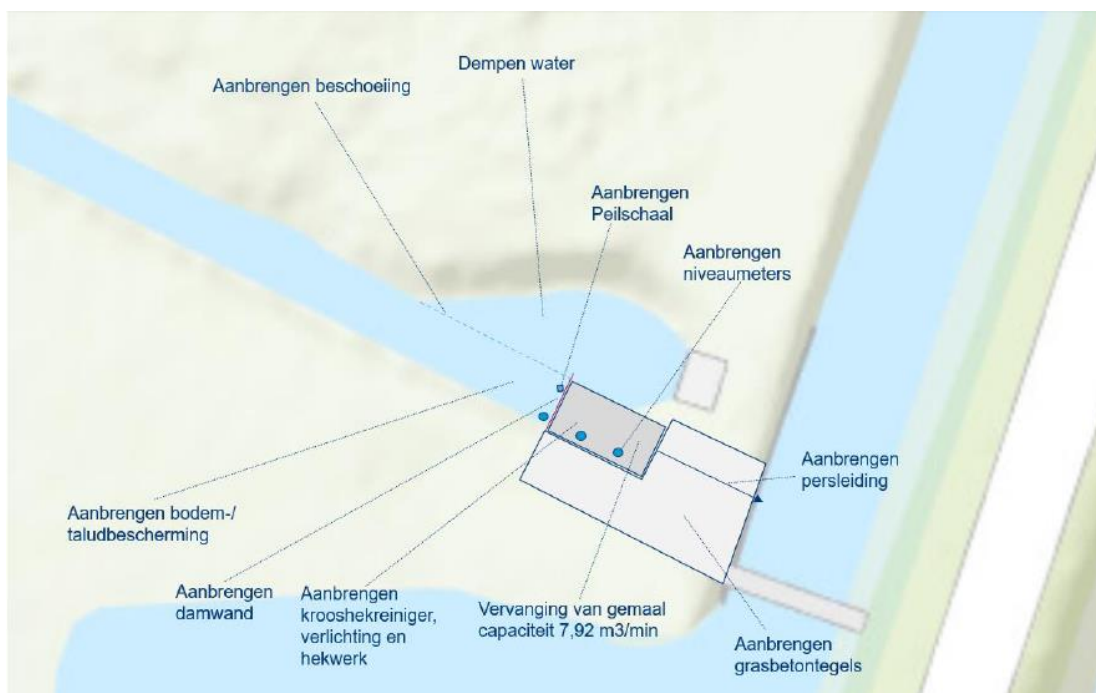 Dempen water
Aanbrengen beschoeiing
Aanbrengen
Peilschaal
Aanbrengen
niveaumeters
Aanbrengen
persleiding
Aanbrengen bodem-/
taludbescherming
Aanbrengen
damwand
Aanbrengen
krooshekreiniger,
verlichting en
hekwerk
Vervanging van gemaal
capaciteit 7,92 m3/min
Aanbrengen
grasbetontegels